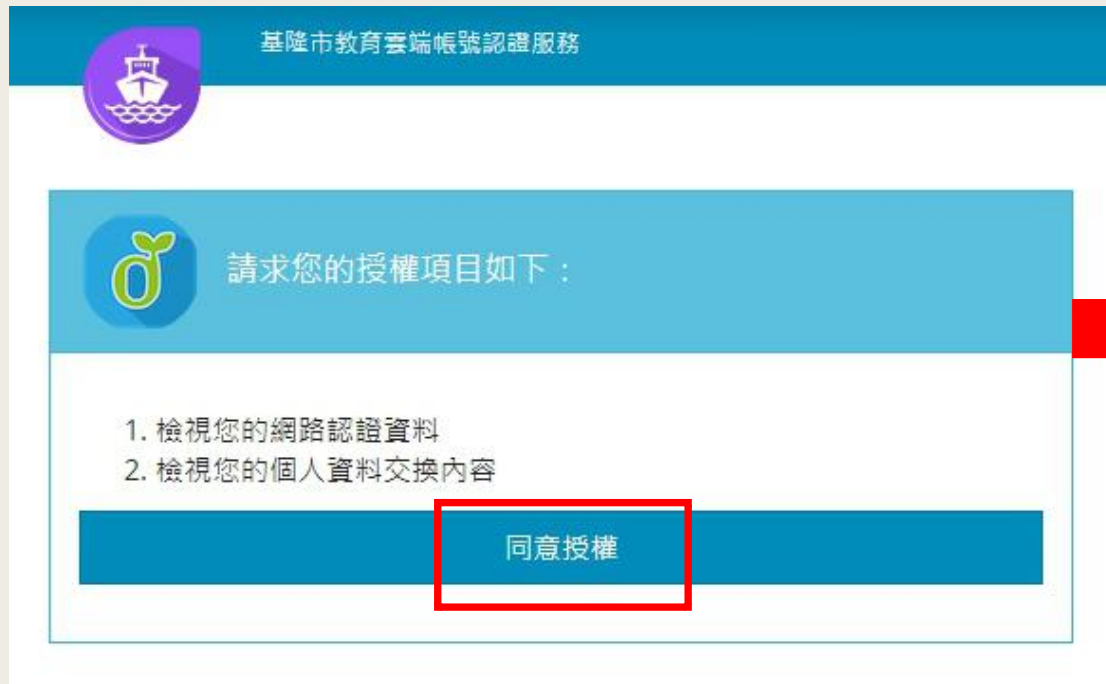 基隆市教育雲端帳號認證服務
請求您的授權項目如下：
1. 檢視您的網路認證資料
2. 檢視您的個人資料交換內容
同意授權